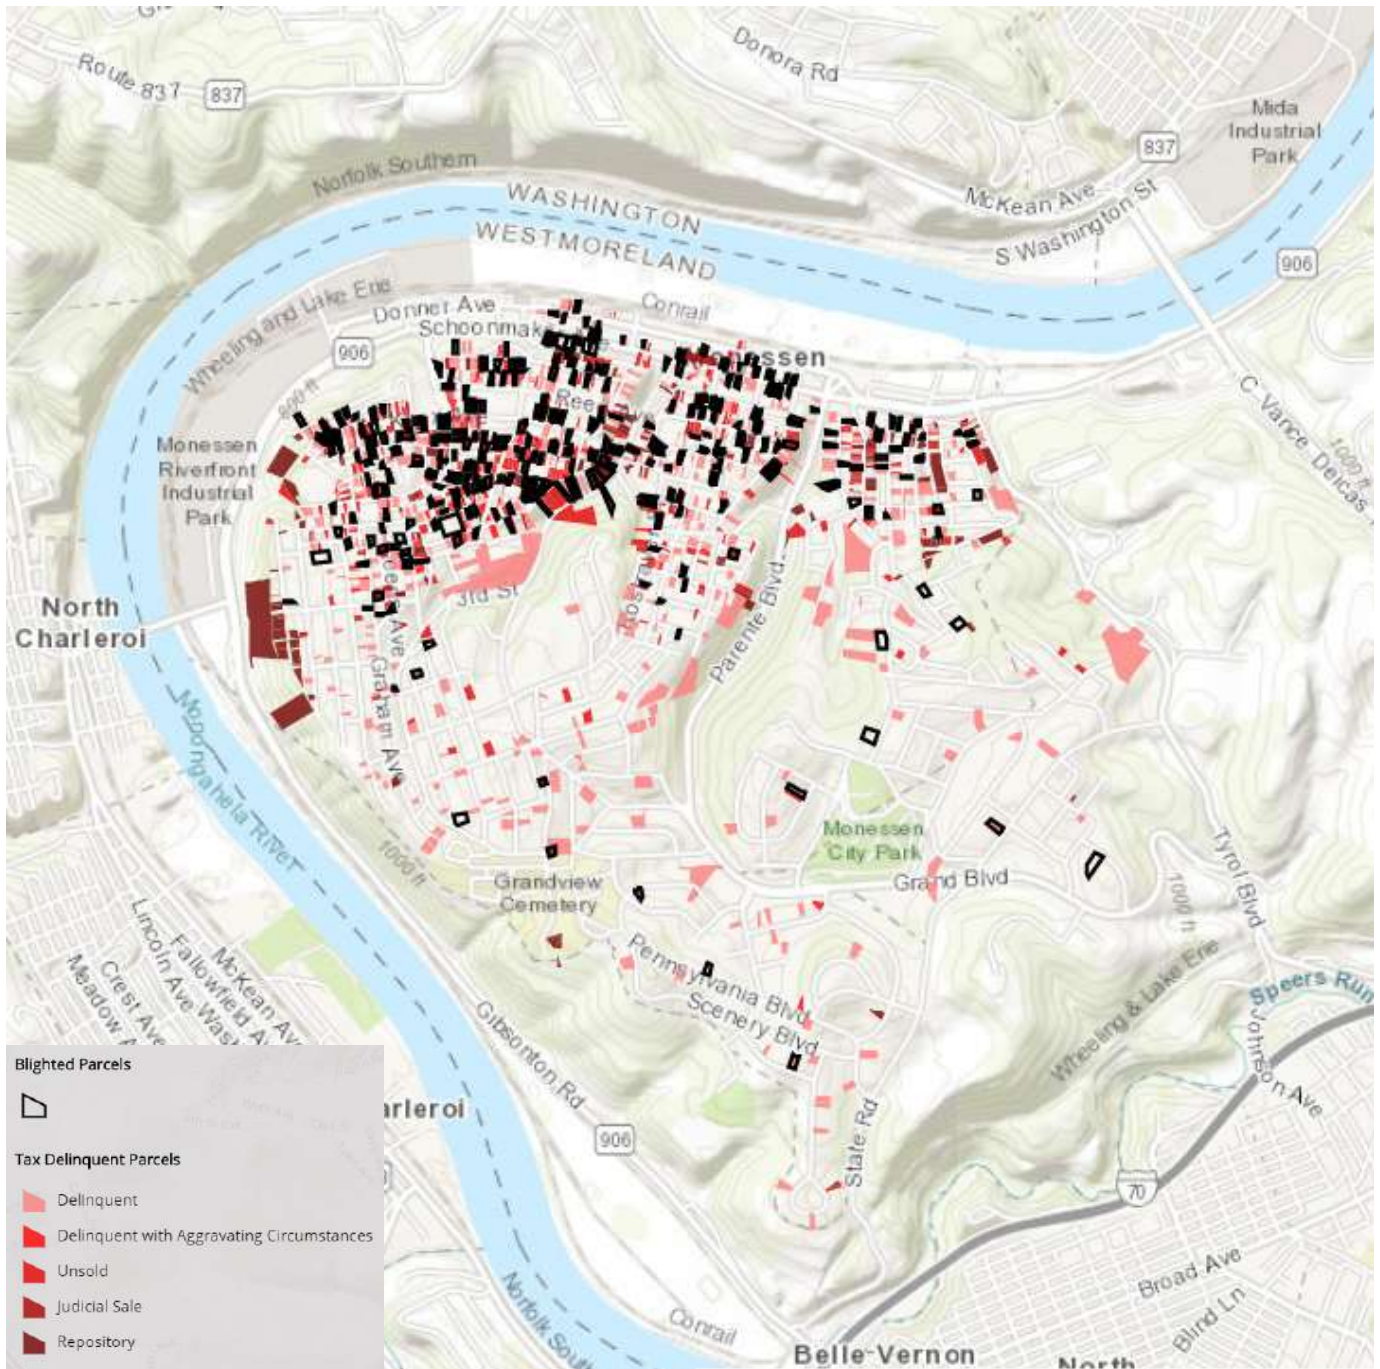 Donora Rd
Route 837
837
Mida
Industrial
Park
837
Norfolk Southern
McKean Ave
S Washington St
WASHINGTON
WESTMORELAND
906
Wheeling and Lake Erie
Donner Ave
Conrail
906
C Vance Deicas
800 ft
1000 ft
Monessen
Riverfront
Industrial
Park
3rd St
North
Charleroi
Parente Blvd
Graham Ave
Monongahela River
Monessen
City Park
Tyrol Blvd
1000 ft
Grandview
Cemetery
Grand Blvd
1000 ft
Lincoln Ave
Fallowfield
McKean Ave
Crest Ave
Meadow
Pennsylvania Blvd
Scenery Blvd
Wheeling & Lake Erie
Speers Run
Johnson Ave
Gibsonton Rd
906
State Rd
70
Broad Ave
Blind Ln
Conrail
Belle-Vernon
North
Blighted Parcels
Tax Delinquent Parcels
Delinquent
Delinquent with Aggravating Circumstances
Unsold
Judicial Sale
Repository